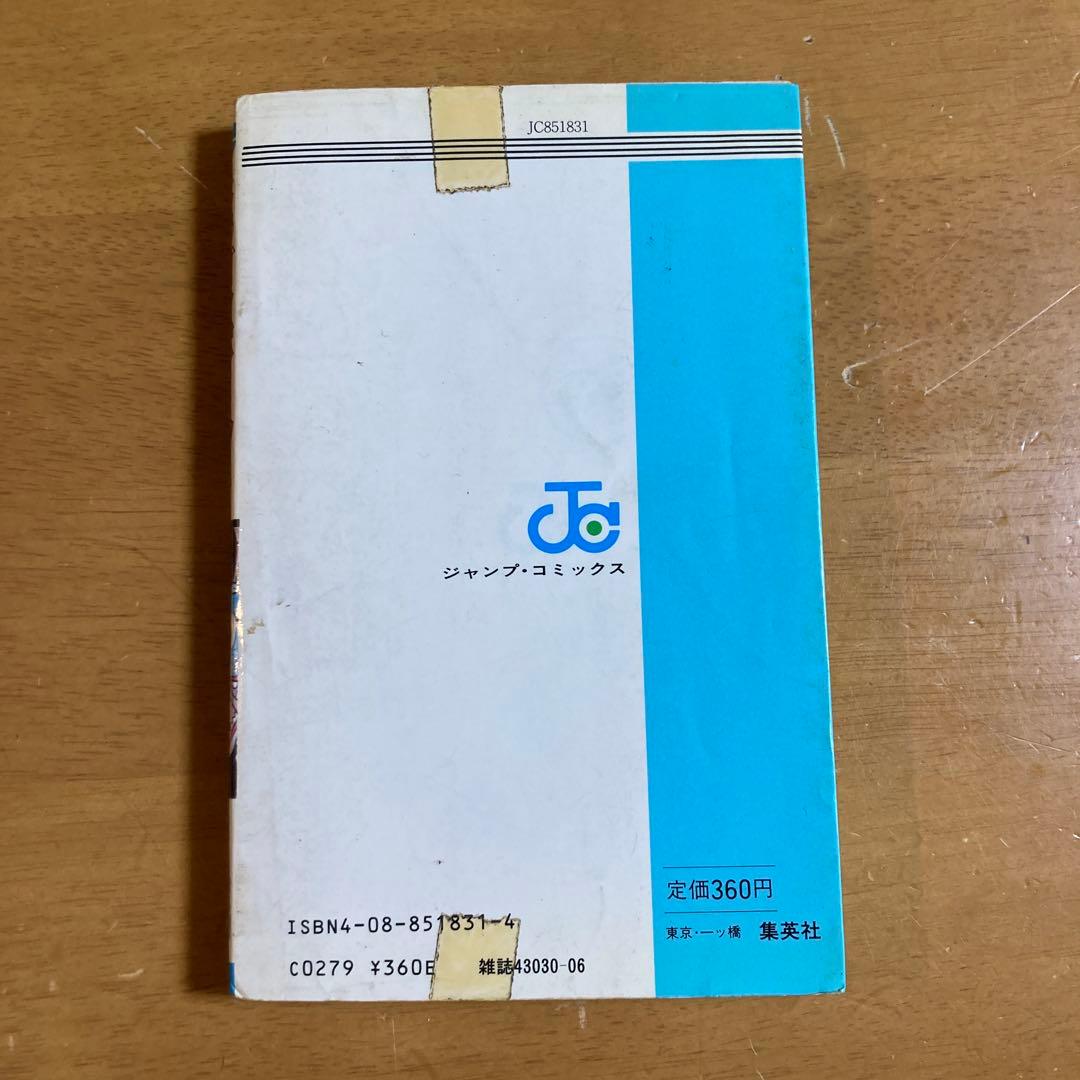 JC851831
JC
ジャンプ・コミックス
定価360円
東京・一ツ橋 集英社
ISBN4-08-851831-4
C0279 ¥360E 雑誌43030-06